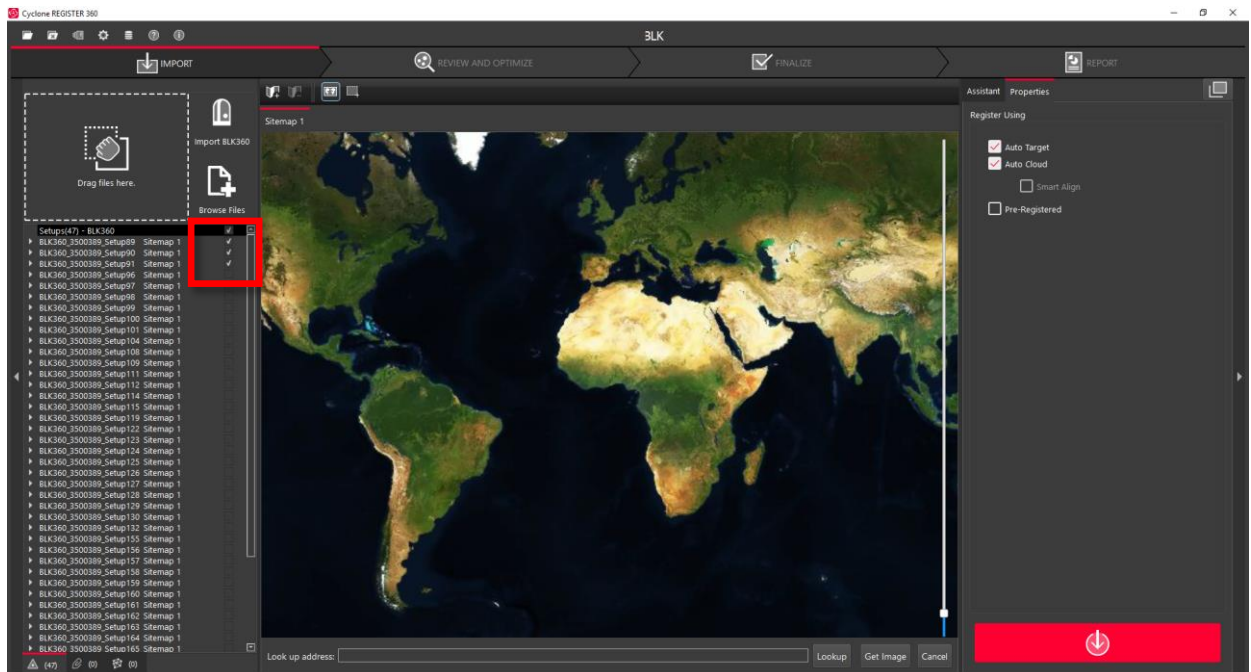 Cyclone REGISTER 360
BLK
IMPORT
REVIEW AND OPTIMIZE
FINALIZE
REPORT
Drag files here.
Import BLK360
Browse Files
Setups(47) - BLK360
BLK360_3500389_Setup89 Sitemap 1
BLK360_3500389_Setup90 Sitemap 1
BLK360_3500389_Setup91 Sitemap 1
BLK360_3500389_Setup96 Sitemap 1
BLK360_3500389_Setup97 Sitemap 1
BLK360_3500389_Setup98 Sitemap 1
BLK360_3500389_Setup99 Sitemap 1
BLK360_3500389_Setup100 Sitemap 1
BLK360_3500389_Setup101 Sitemap 1
BLK360_3500389_Setup104 Sitemap 1
BLK360_3500389_Setup108 Sitemap 1
BLK360_3500389_Setup109 Sitemap 1
BLK360_3500389_Setup111 Sitemap 1
BLK360_3500389_Setup112 Sitemap 1
BLK360_3500389_Setup114 Sitemap 1
BLK360_3500389_Setup115 Sitemap 1
BLK360_3500389_Setup119 Sitemap 1
BLK360_3500389_Setup122 Sitemap 1
BLK360_3500389_Setup123 Sitemap 1
BLK360_3500389_Setup124 Sitemap 1
BLK360_3500389_Setup125 Sitemap 1
BLK360_3500389_Setup126 Sitemap 1
BLK360_3500389_Setup127 Sitemap 1
BLK360_3500389_Setup128 Sitemap 1
BLK360_3500389_Setup129 Sitemap 1
BLK360_3500389_Setup130 Sitemap 1
BLK360_3500389_Setup132 Sitemap 1
BLK360_3500389_Setup155 Sitemap 1
BLK360_3500389_Setup156 Sitemap 1
BLK360_3500389_Setup157 Sitemap 1
BLK360_3500389_Setup158 Sitemap 1
BLK360_3500389_Setup159 Sitemap 1
BLK360_3500389_Setup160 Sitemap 1
BLK360_3500389_Setup161 Sitemap 1
BLK360_3500389_Setup162 Sitemap 1
BLK360_3500389_Setup163 Sitemap 1
BLK360_3500389_Setup164 Sitemap 1
BLK360_3500389_Setup165 Sitemap 1
(47) (0) (0)
Sitemap 1
Look up address:
Lookup
Get Image
Cancel
Assistant Properties
Register Using
Auto Target
Auto Cloud
Smart Align
Pre-Registered